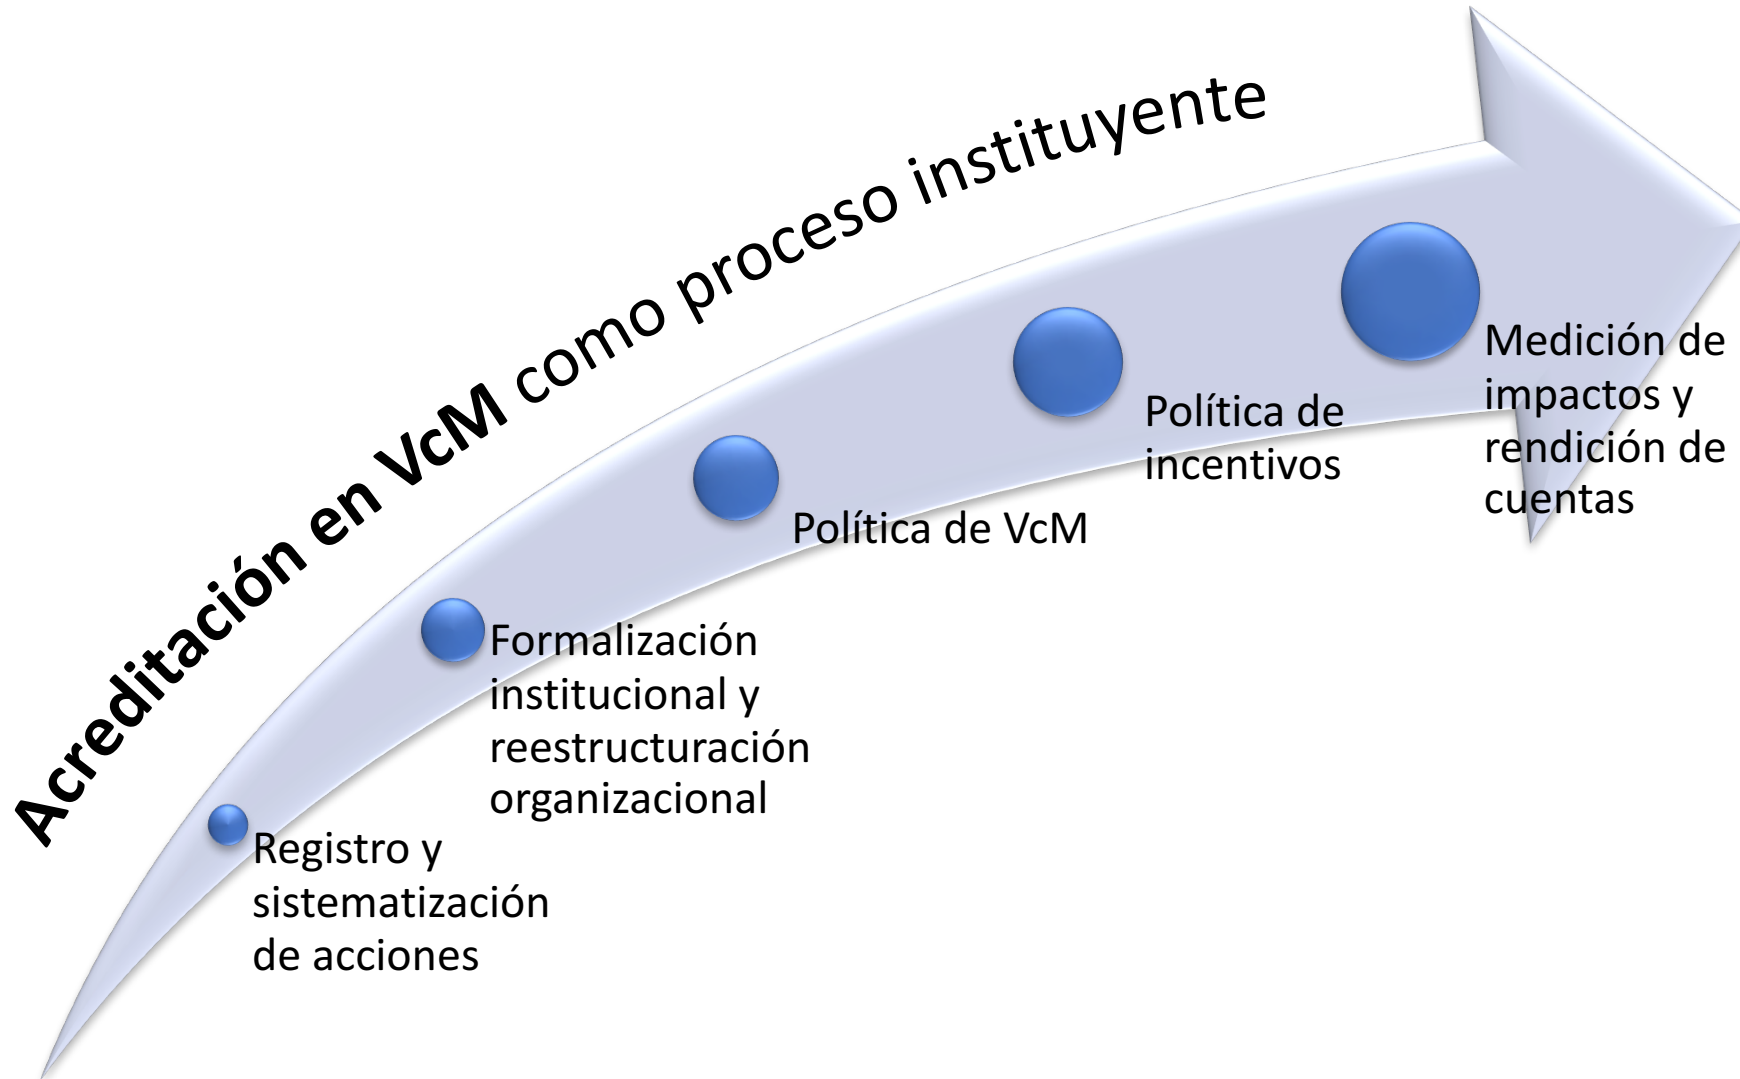 Acreditación en VcM como proceso instituyente
Registro y
sistematización
de acciones
Formalización
institucional y
reestructuración
organizacional
Política de VcM
Política de
incentivos
Medición de
impactos y
rendición de
cuentas